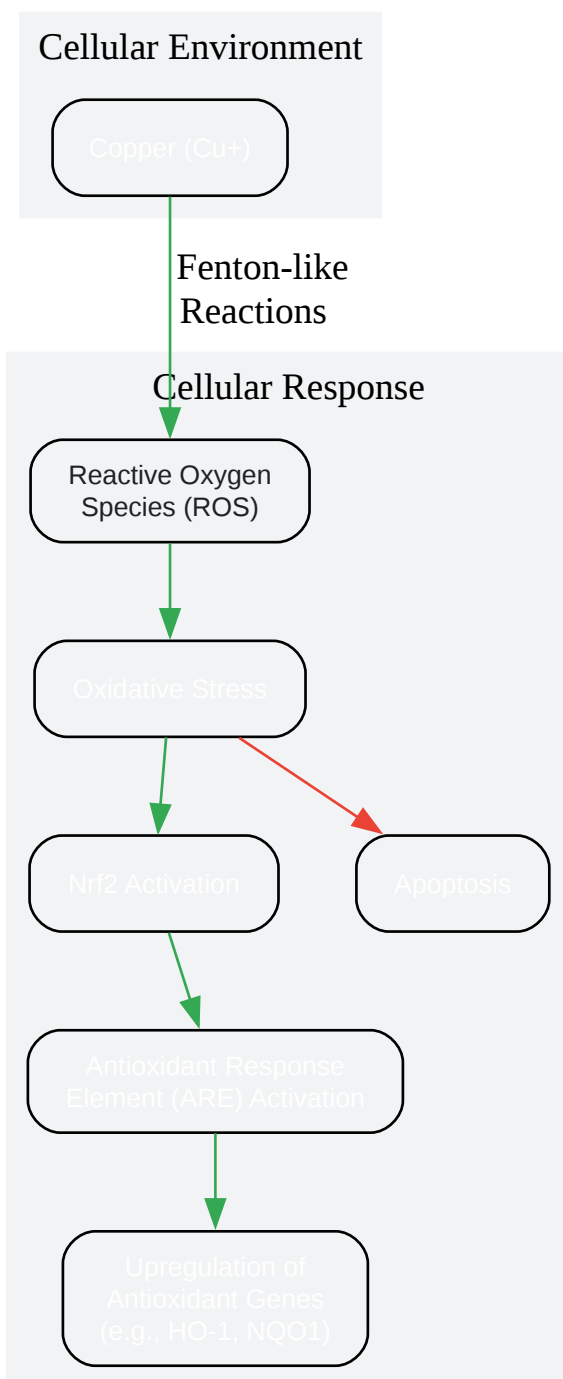 Cellular Environment
Copper (Cu+)
Fenton-like
Reactions
Cellular Response
Reactive Oxygen
Species (ROS)
Oxidative Stress
Nrf2 Activation
Apoptosis
Antioxidant Response
Element (ARE) Activation
Upregulation of
Antioxidant Genes
(e.g., HO-1, NQO1)